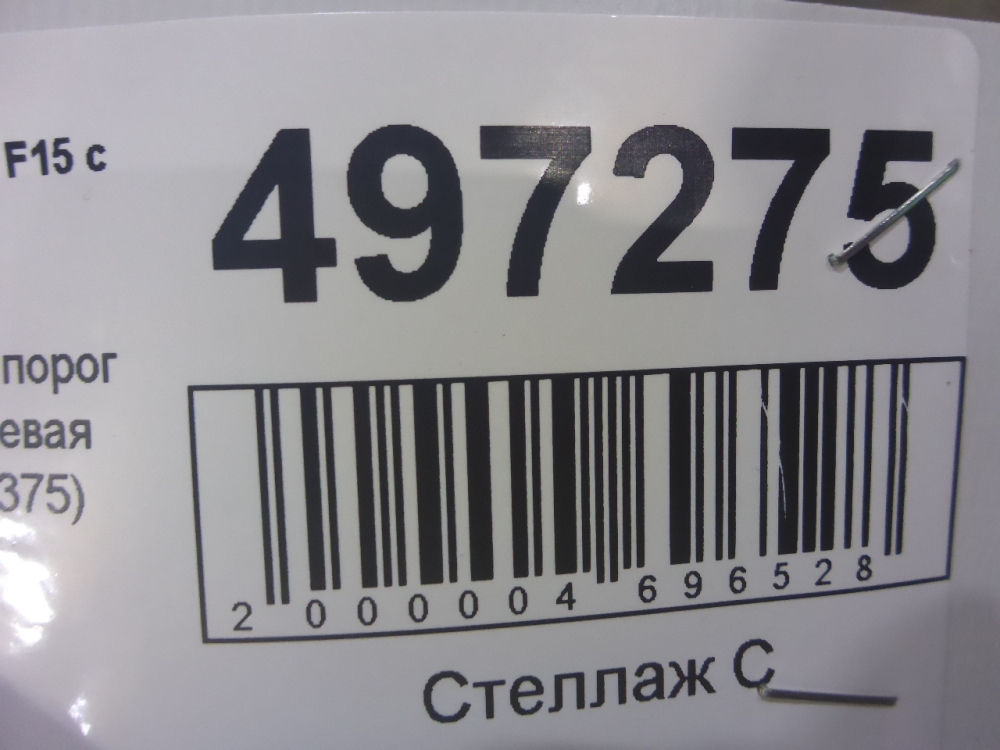 F15 с
497275
порог
евая
375)
2 000004 696528
Стеллаж С